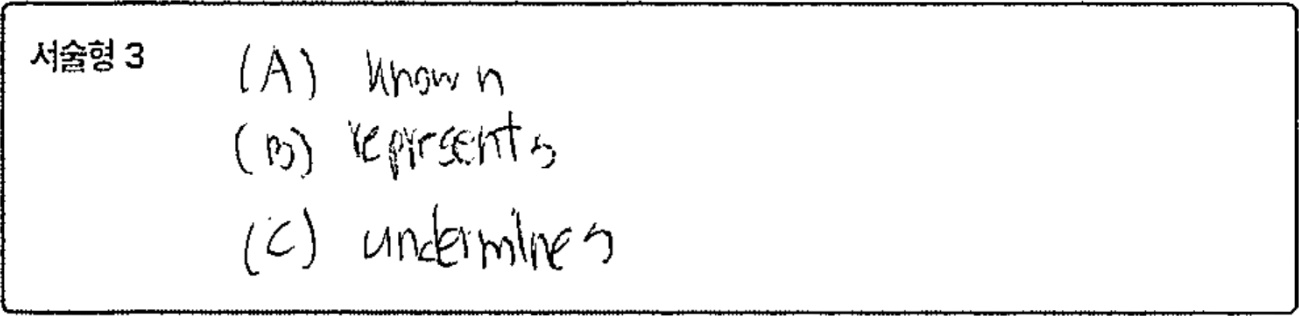 서술형 3
(A) known
(B) represents
(C) undermines